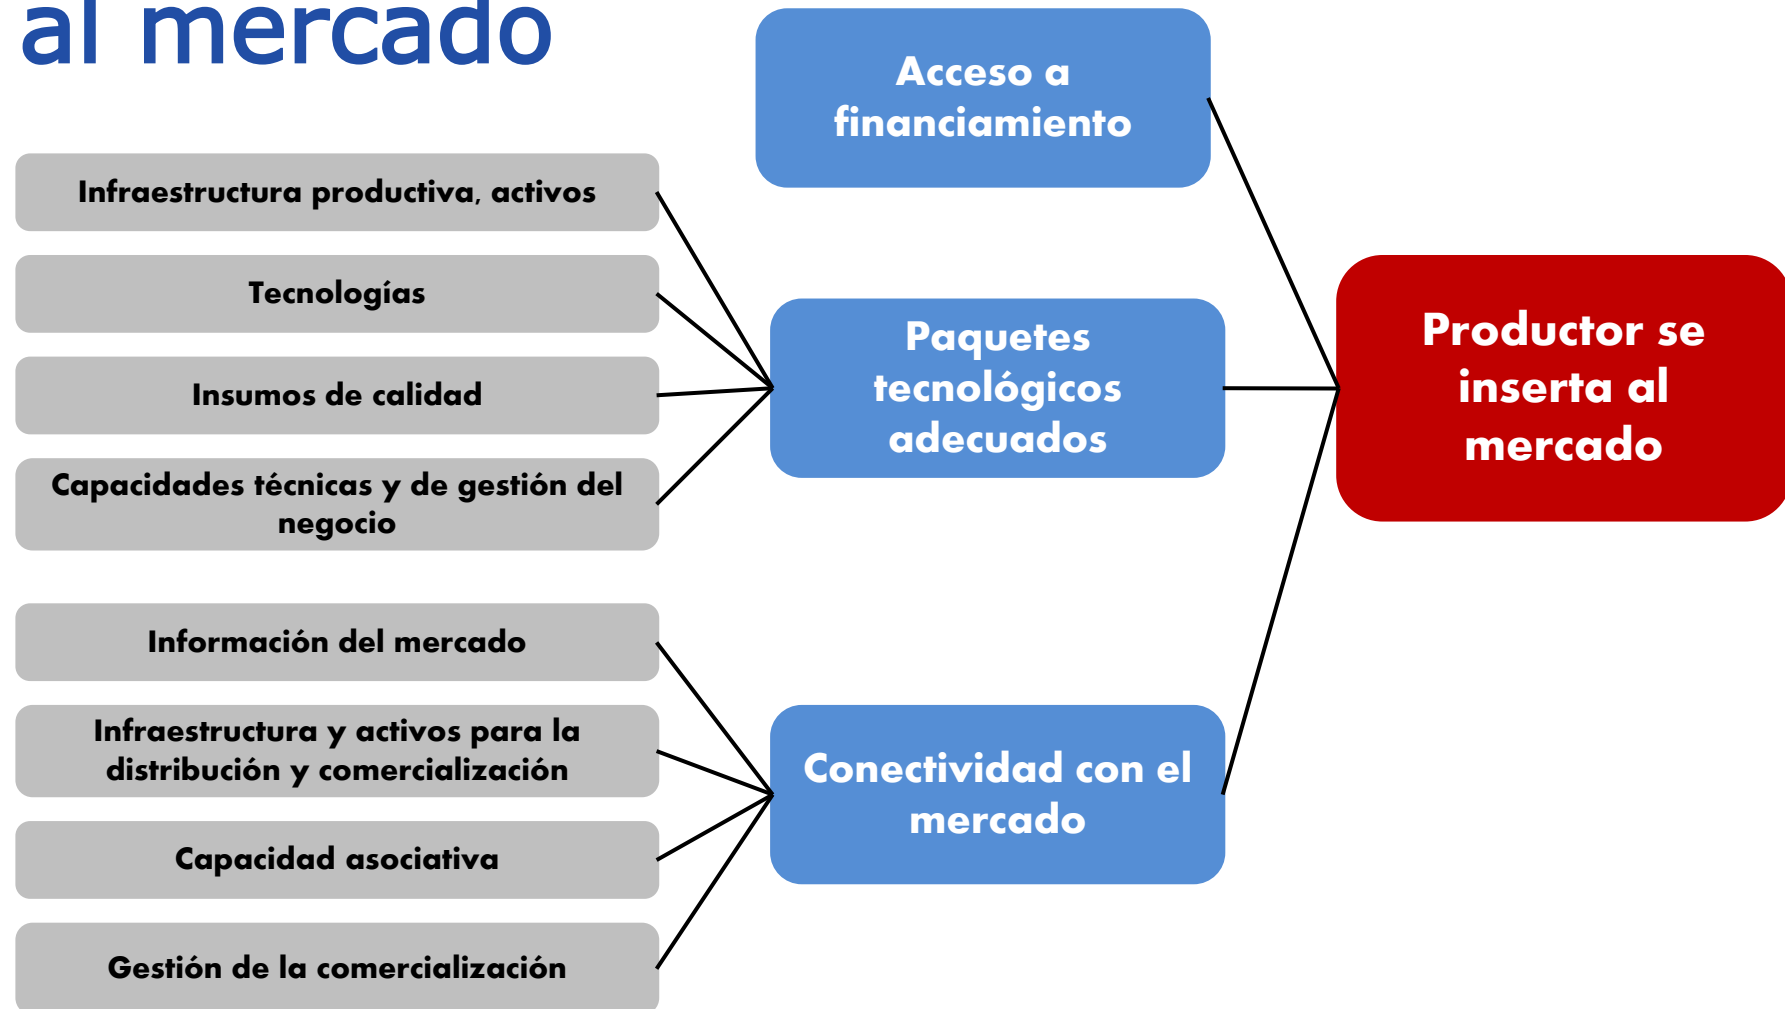 al mercado
Acceso a
financiamiento
Infraestructura productiva, activos
Tecnologías
Insumos de calidad
Capacidades técnicas y de gestión del
negocio
Paquetes
tecnológicos
adecuados
Productor se
inserta al
mercado
Información del mercado
Infraestructura y activos para la
distribución y comercialización
Capacidad asociativa
Gestión de la comercialización
Conectividad con el
mercado